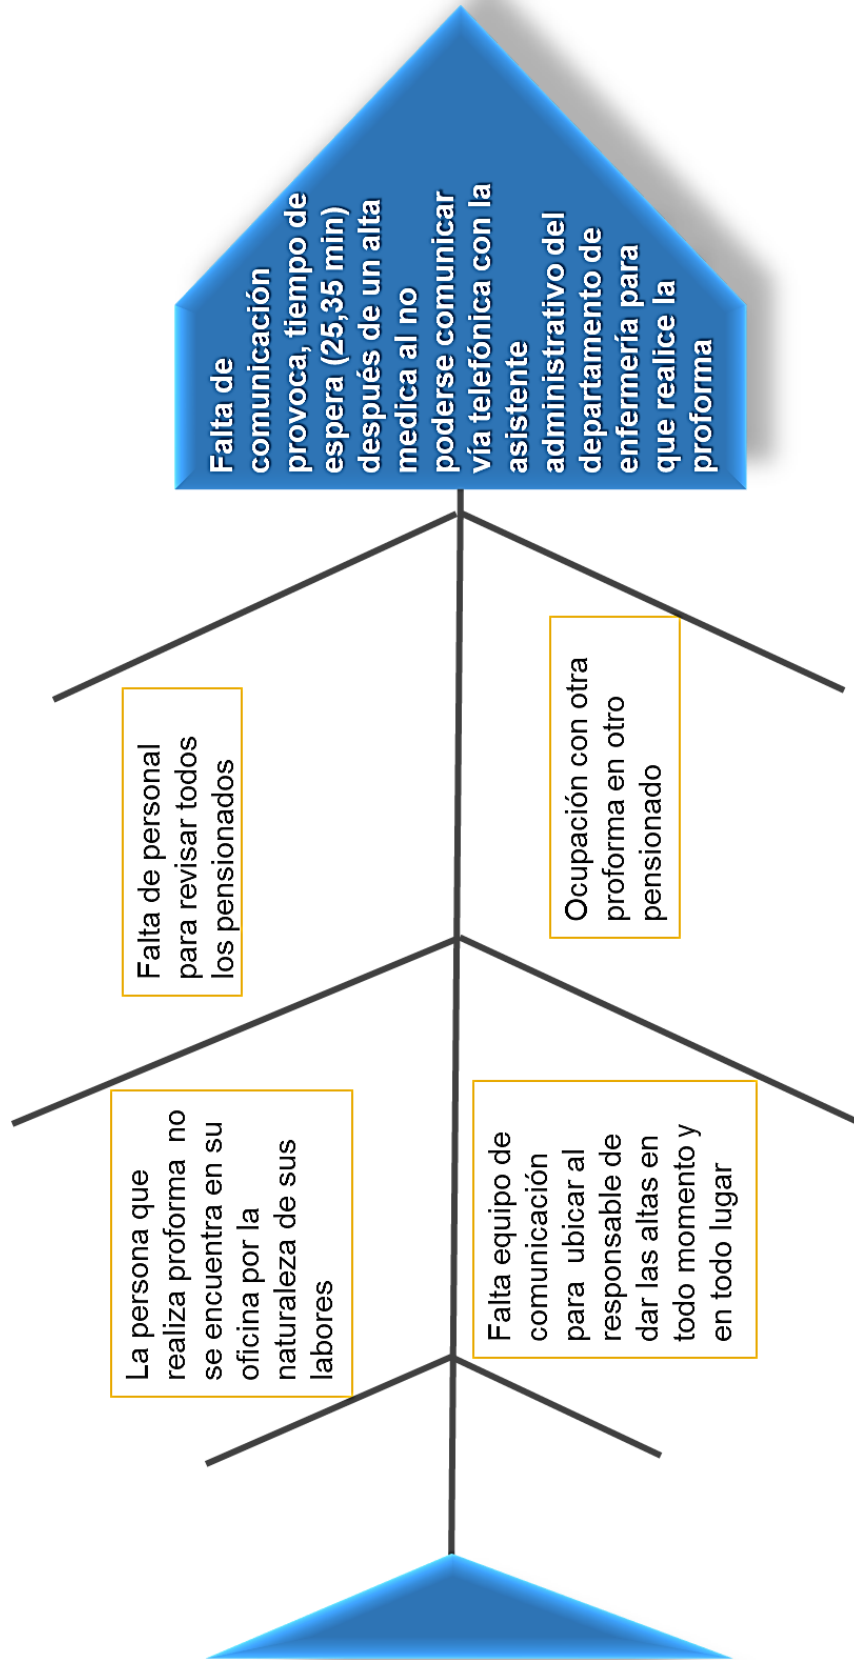 La persona que
realiza proforma no
se encuentra en su
oficina por la
naturaleza de sus
labores
Falta de personal
para revisar todos
los pensionados
Falta equipo de
comunicación
para ubicar al
responsable de
dar las altas en
todo momento y
en todo lugar
Ocupación con otra
proforma en otro
pensionado
Falta de
comunicación
provoca, tiempo de
espera (25,35 min)
después de un alta
medica al no
poderse comunicar
vía telefónica con la
asistente
administrativo del
departamento de
enfermería para
que realice la
proforma